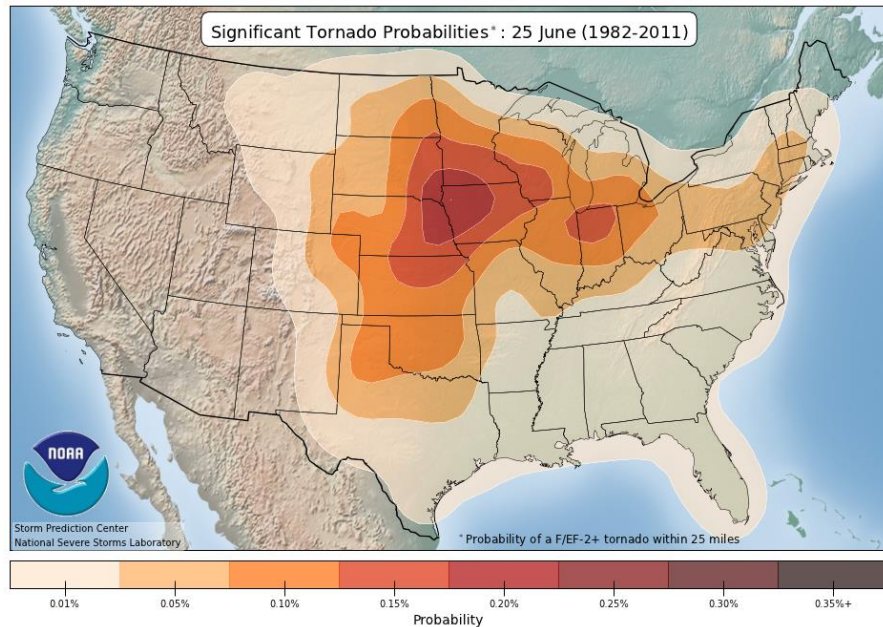 Significant Tornado Probabilities*: 25 June (1982-2011)
NOAA
Storm Prediction Center
National Severe Storms Laboratory
*Probability of a F/EF-2+ tornado within 25 miles
0.01% 0.05% 0.10% 0.15% 0.20% 0.25% 0.30% 0.35%+
Probability